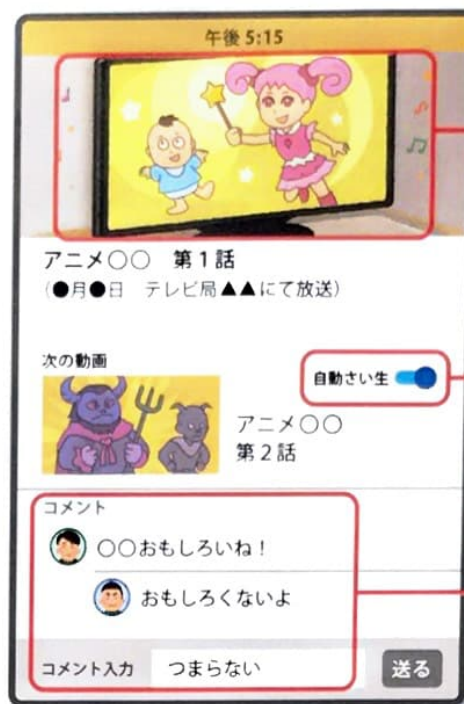 午後 5:15
アニメ○○ 第1話
（●月●日 テレビ局▲▲にて放送）
次の動画
自動さい生
アニメ○○
第2話
コメント
○○おもしろいね！
おもしろくないよ
コメント入力 つまらない 送る